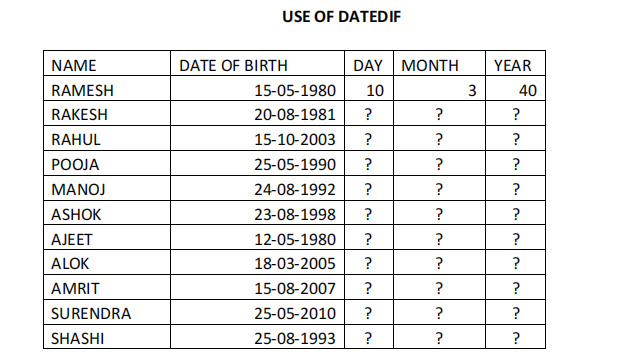 USE OF DATEDIF
NAME DATE OF BIRTH DAY MONTH YEAR
RAMESH 15-05-1980 10 3 40
RAKESH 20-08-1981 ? ? ?
RAHUL 15-10-2003 ? ? ?
POOJA 25-05-1990 ? ? ?
MANOJ 24-08-1992 ? ? ?
ASHOK 23-08-1998 ? ? ?
AJEET 12-05-1980 ? ? ?
ALOK 18-03-2005 ? ? ?
AMRIT 15-08-2007 ? ? ?
SURENDRA 25-05-2010 ? ? ?
SHASHI 25-08-1993 ? ? ?